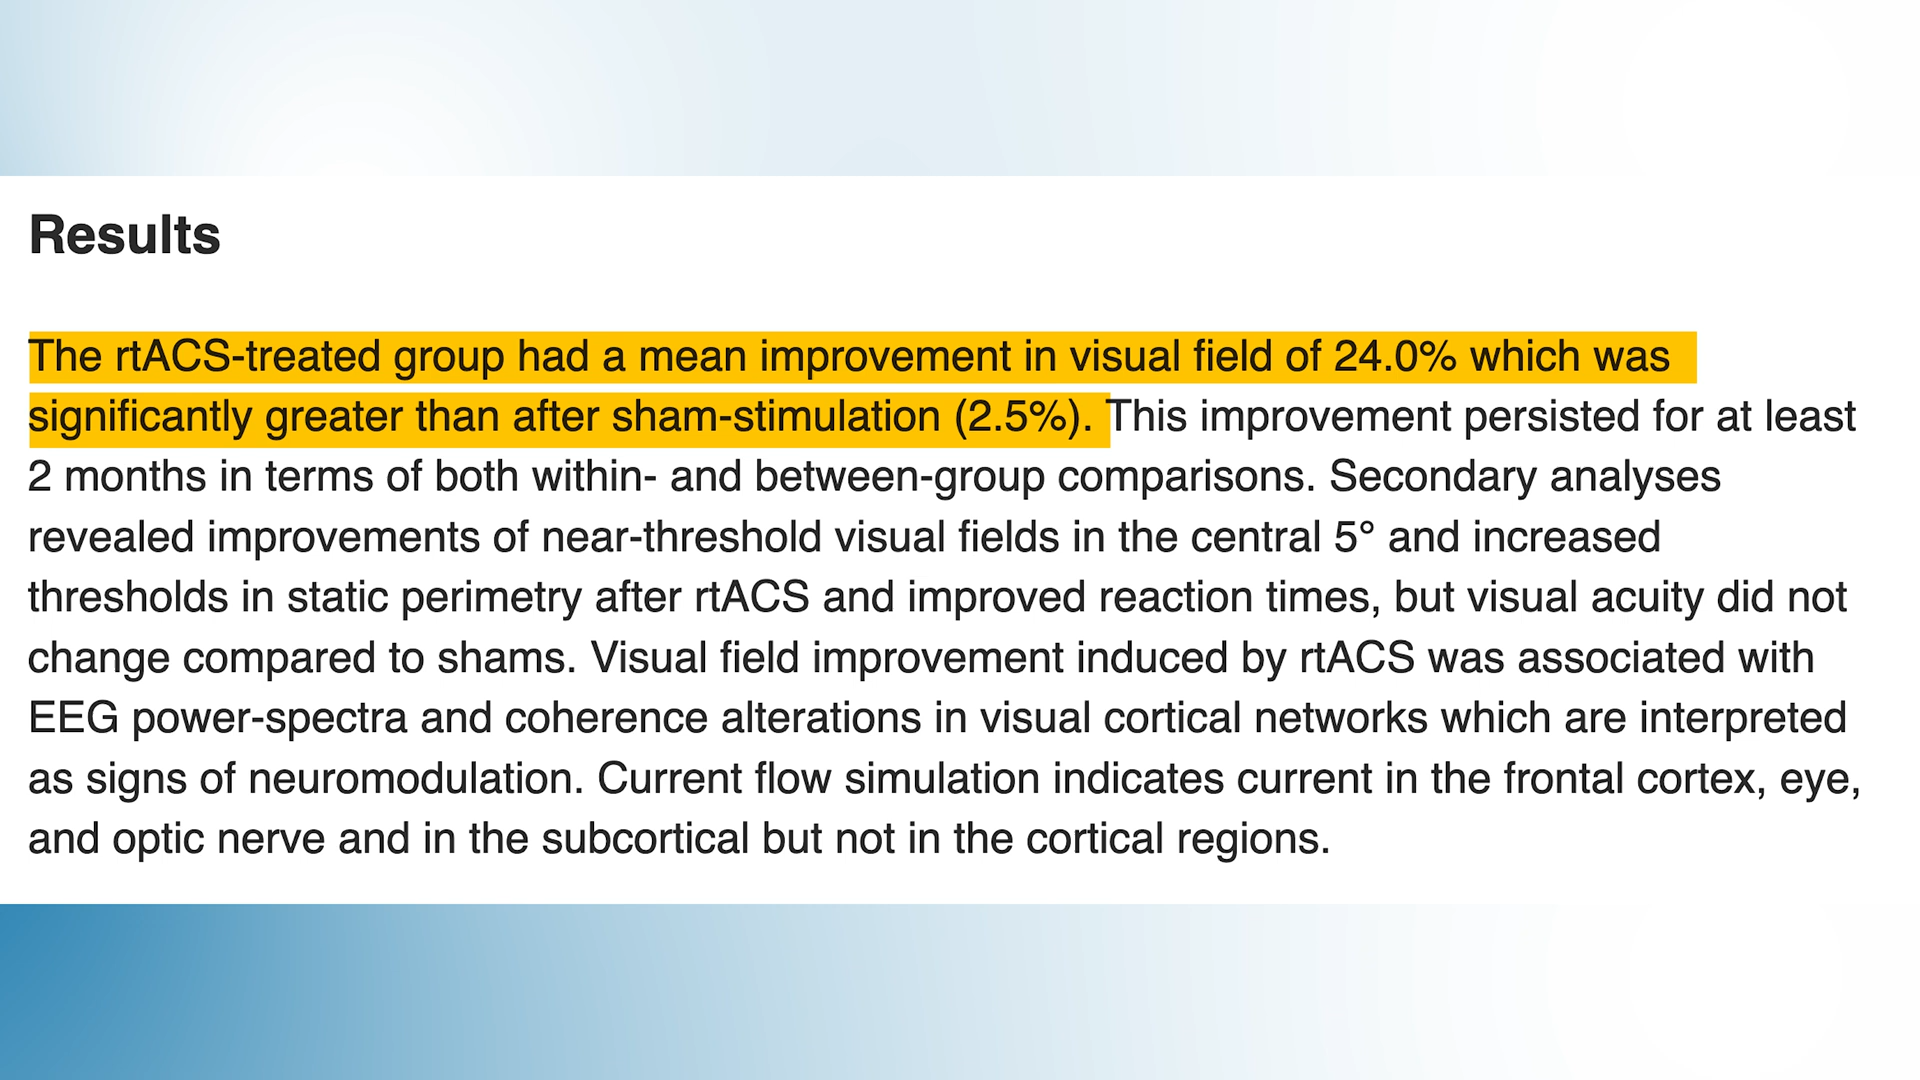 Results
The rtACS-treated group had a mean improvement in visual field of 24.0% which was
significantly greater than after sham-stimulation (2.5%). This improvement persisted for at least
2 months in terms of both within- and between-group comparisons. Secondary analyses
revealed improvements of near-threshold visual fields in the central 5° and increased
thresholds in static perimetry after rtACS and improved reaction times, but visual acuity did not
change compared to shams. Visual field improvement induced by rtACS was associated with
EEG power-spectra and coherence alterations in visual cortical networks which are interpreted
as signs of neuromodulation. Current flow simulation indicates current in the frontal cortex, eye,
and optic nerve and in the subcortical but not in the cortical regions.